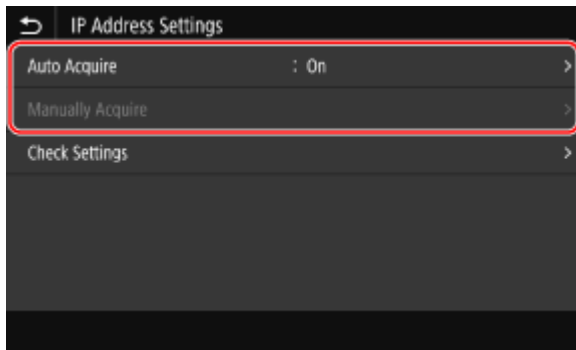 IP Address Settings
Auto Acquire : On
Manually Acquire
Check Settings